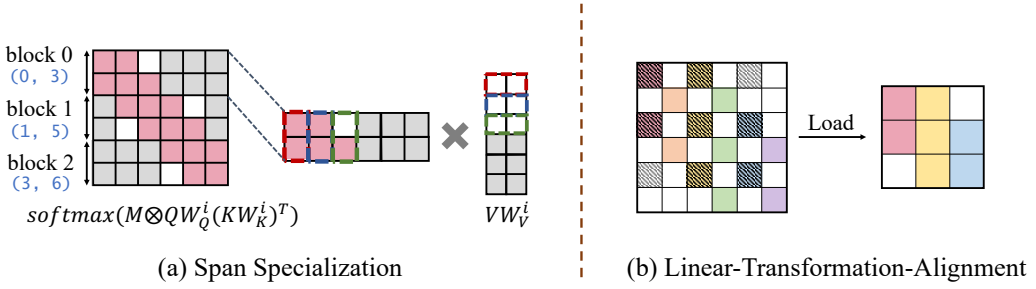 block 0
(0, 3)
block 1
(1, 5)
block 2
(3, 6)
softmax(M⊗QW_Q^i(KW_K^i)^T)
VW_V^i
(a) Span Specialization
Load
(b) Linear-Transformation-Alignment